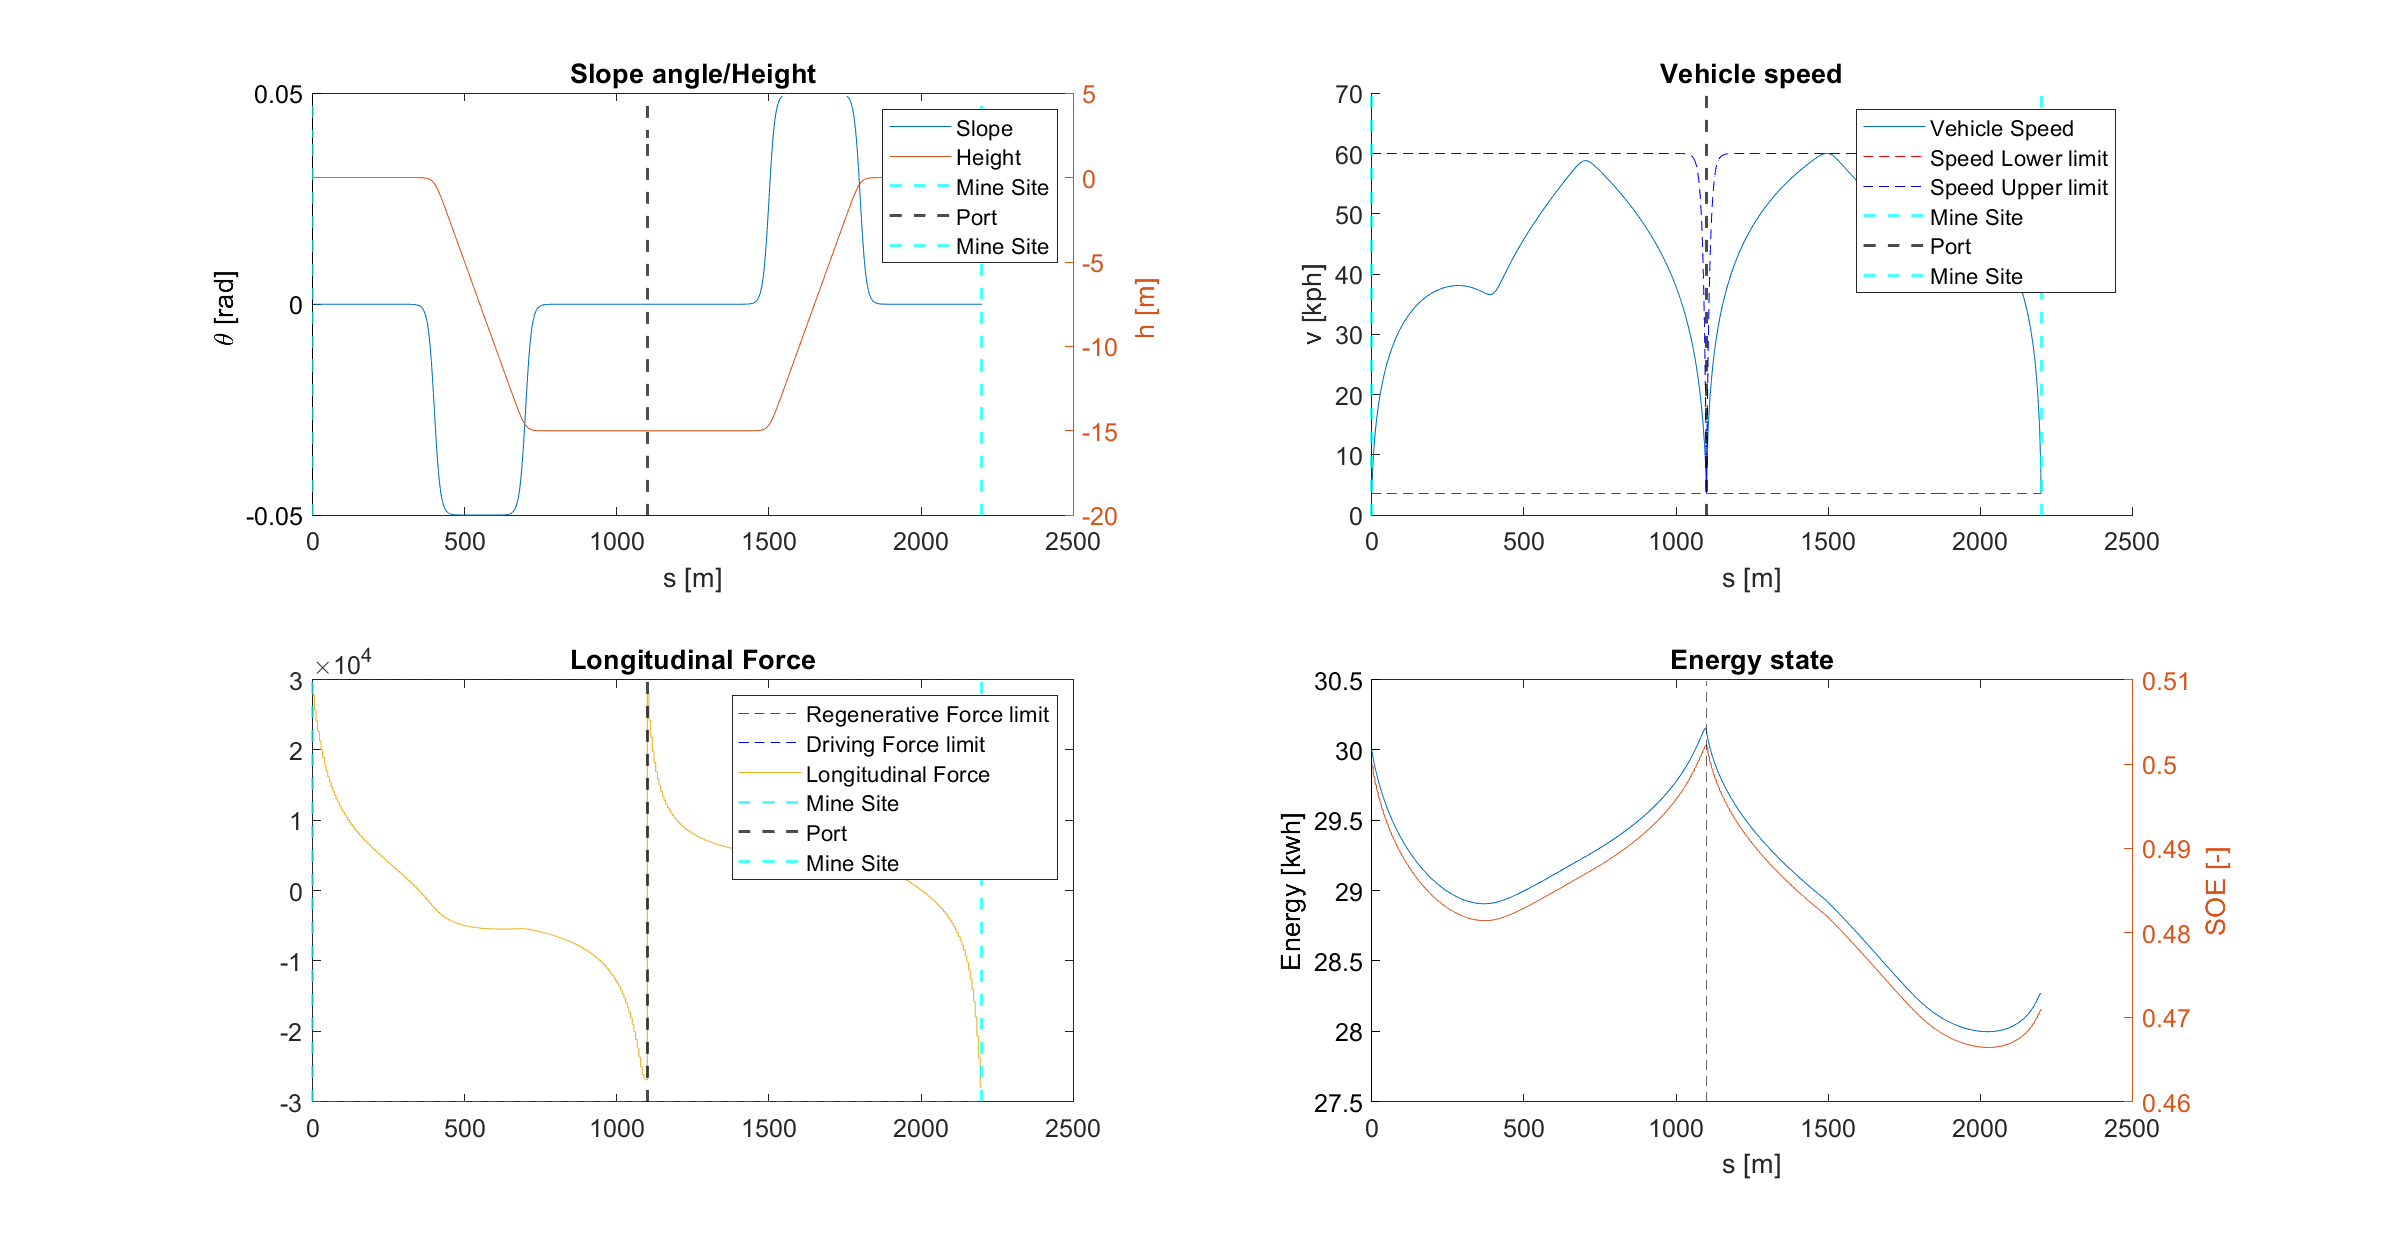 Slope angle/Height
0.05
0
-0.05
θ [rad]
5
0
-5
-10
-15
-20
h [m]
Slope
Height
Mine Site
Port
Mine Site
0 500 1000 1500 2000 2500
s [m]
Vehicle speed
70
60
50
40
30
20
10
0
v [kph]
Vehicle Speed
Speed Lower limit
Speed Upper limit
Mine Site
Port
Mine Site
0 500 1000 1500 2000 2500
s [m]
Longitudinal Force
×10⁴
3
2
1
0
-1
-2
-3
Regenerative Force limit
Driving Force limit
Longitudinal Force
Mine Site
Port
Mine Site
0 500 1000 1500 2000 2500
Energy state
30.5
30
29.5
29
28.5
28
27.5
Energy [kwh]
0.51
0.5
0.49
0.48
0.47
0.46
SOE [-]
0 500 1000 1500 2000 2500
s [m]